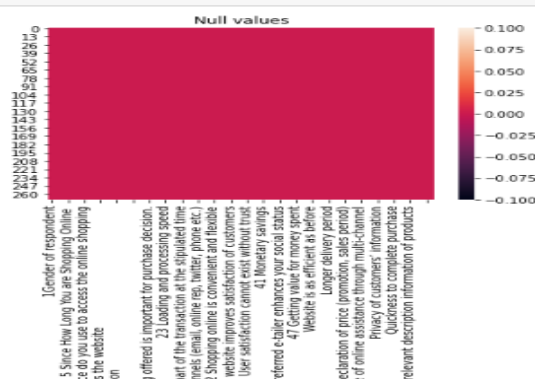 Null values
0
13
26
39
52
65
78
91
104
117
130
143
156
169
182
195
208
221
234
247
260
0.100
0.075
0.050
0.025
0.000
−0.025
−0.050
−0.075
−0.100
1Gender of respondent
5 Since How Long You are Shopping Online
ce do you use to access the online shopping
s the website
on
g offered is important for purchase decision.
23 Loading and processing speed
part of the transaction at the stipulated time
nnels (email, online rep, twitter, phone etc.)
Shopping online is convenient and flexible
website improves satisfaction of customers
User satisfaction cannot exist without trust
41 Monetary savings
referred e-tailer enhances your social status
47 Getting value for money spent
Website is as efficient as before
Longer delivery period
eclaration of price (promotion, sales period)
of online assistance through multi-channel
Privacy of customers' information
Quickness to complete purchase
relevant description information of products